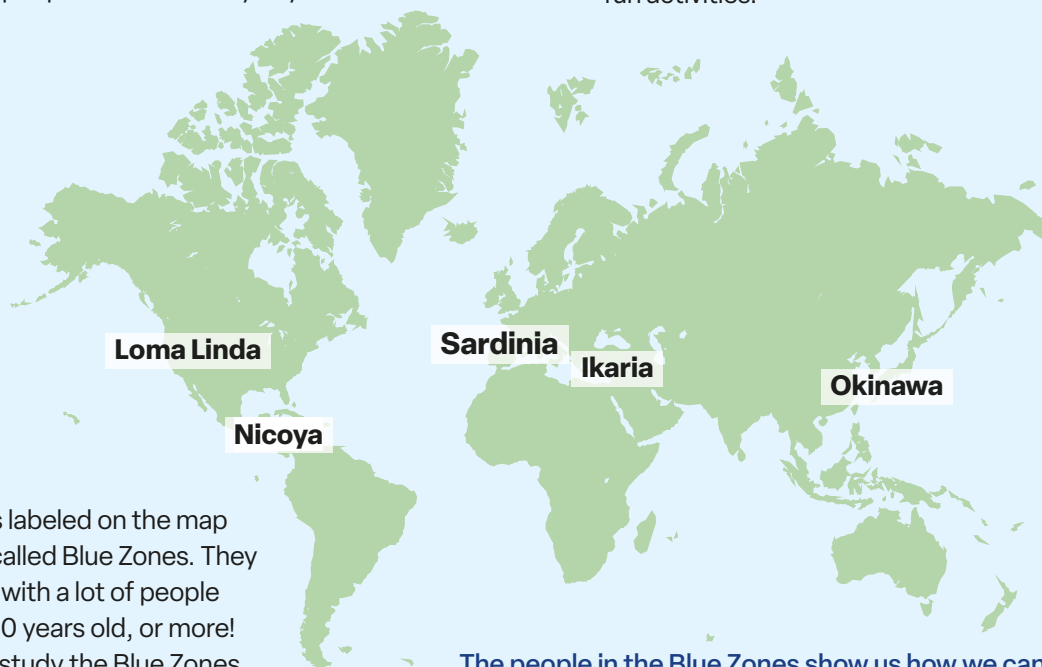 fun activities.
Loma Linda
Sardinia
Ikaria
Okinawa
Nicoya
labeled on the map
called Blue Zones. They
with a lot of people
0 years old, or more!
study the Blue Zones
The people in the Blue Zones show us how we can